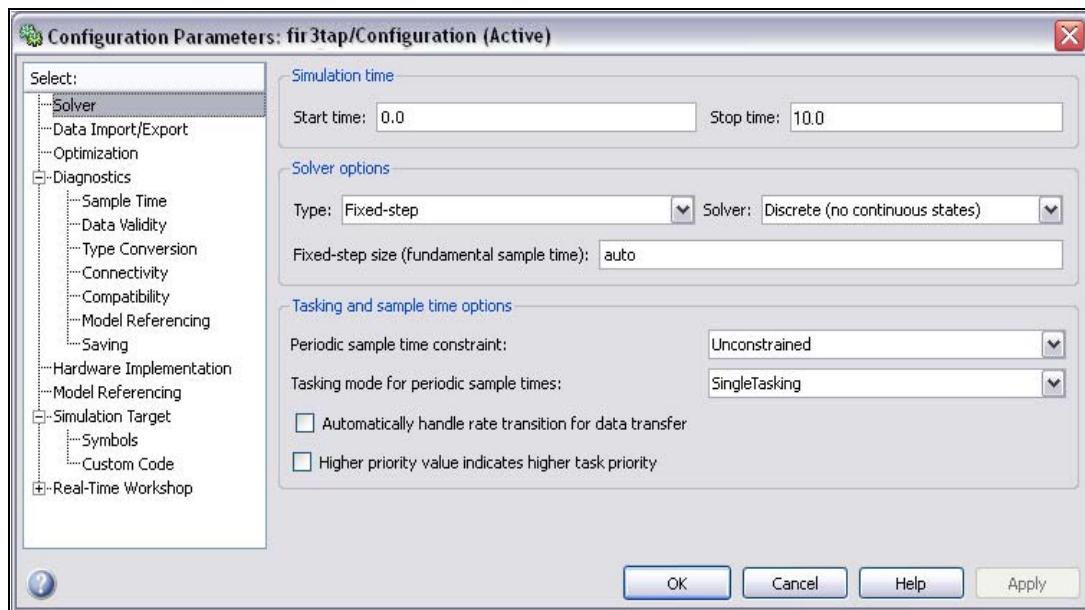 Configuration Parameters: fir3tap/Configuration (Active)
Select:
Solver
Data Import/Export
Optimization
Diagnostics
Sample Time
Data Validity
Type Conversion
Connectivity
Compatibility
Model Referencing
Saving
Hardware Implementation
Model Referencing
Simulation Target
Symbols
Custom Code
Real-Time Workshop
Simulation time
Start time: 0.0 Stop time: 10.0
Solver options
Type: Fixed-step Solver: Discrete (no continuous states)
Fixed-step size (fundamental sample time): auto
Tasking and sample time options
Periodic sample time constraint: Unconstrained
Tasking mode for periodic sample times: SingleTasking
Automatically handle rate transition for data transfer
Higher priority value indicates higher task priority
? OK Cancel Help Apply